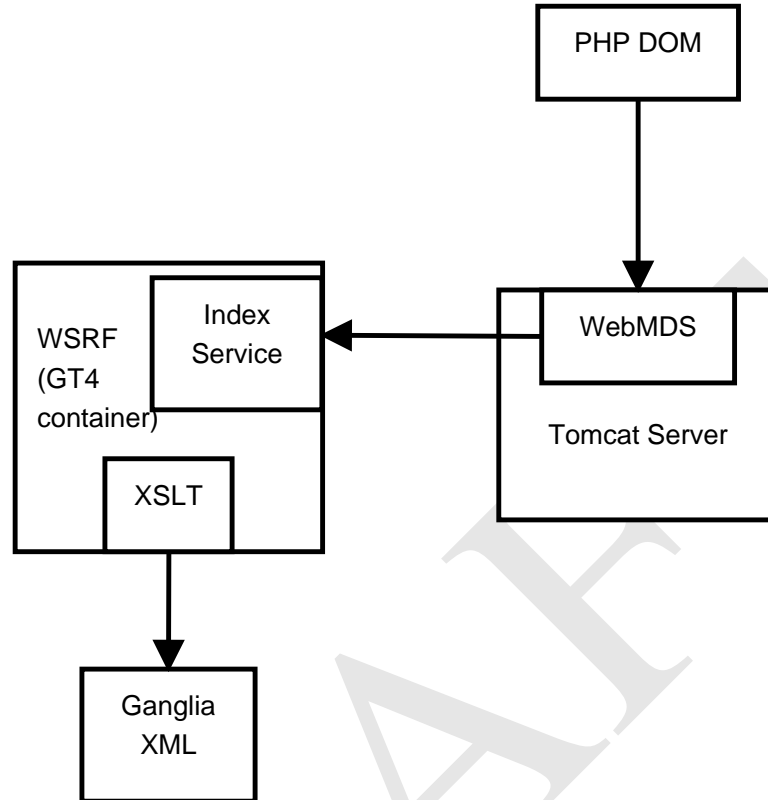 PHP DOM
WebMDS
Tomcat Server
Index
Service
WSRF
(GT4
container)
XSLT
Ganglia
XML